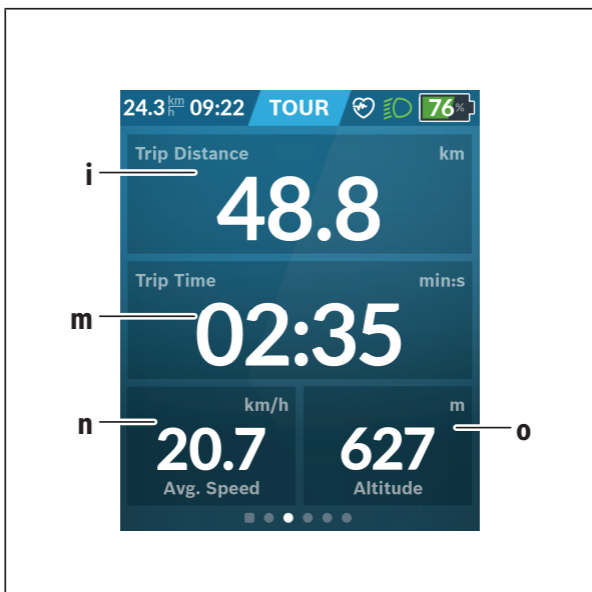 24.3 km/h 09:22 TOUR 76%
Trip Distance km
i
48.8
Trip Time min:s
m
02:35
n
km/h m
o
20.7 627
Avg. Speed Altitude